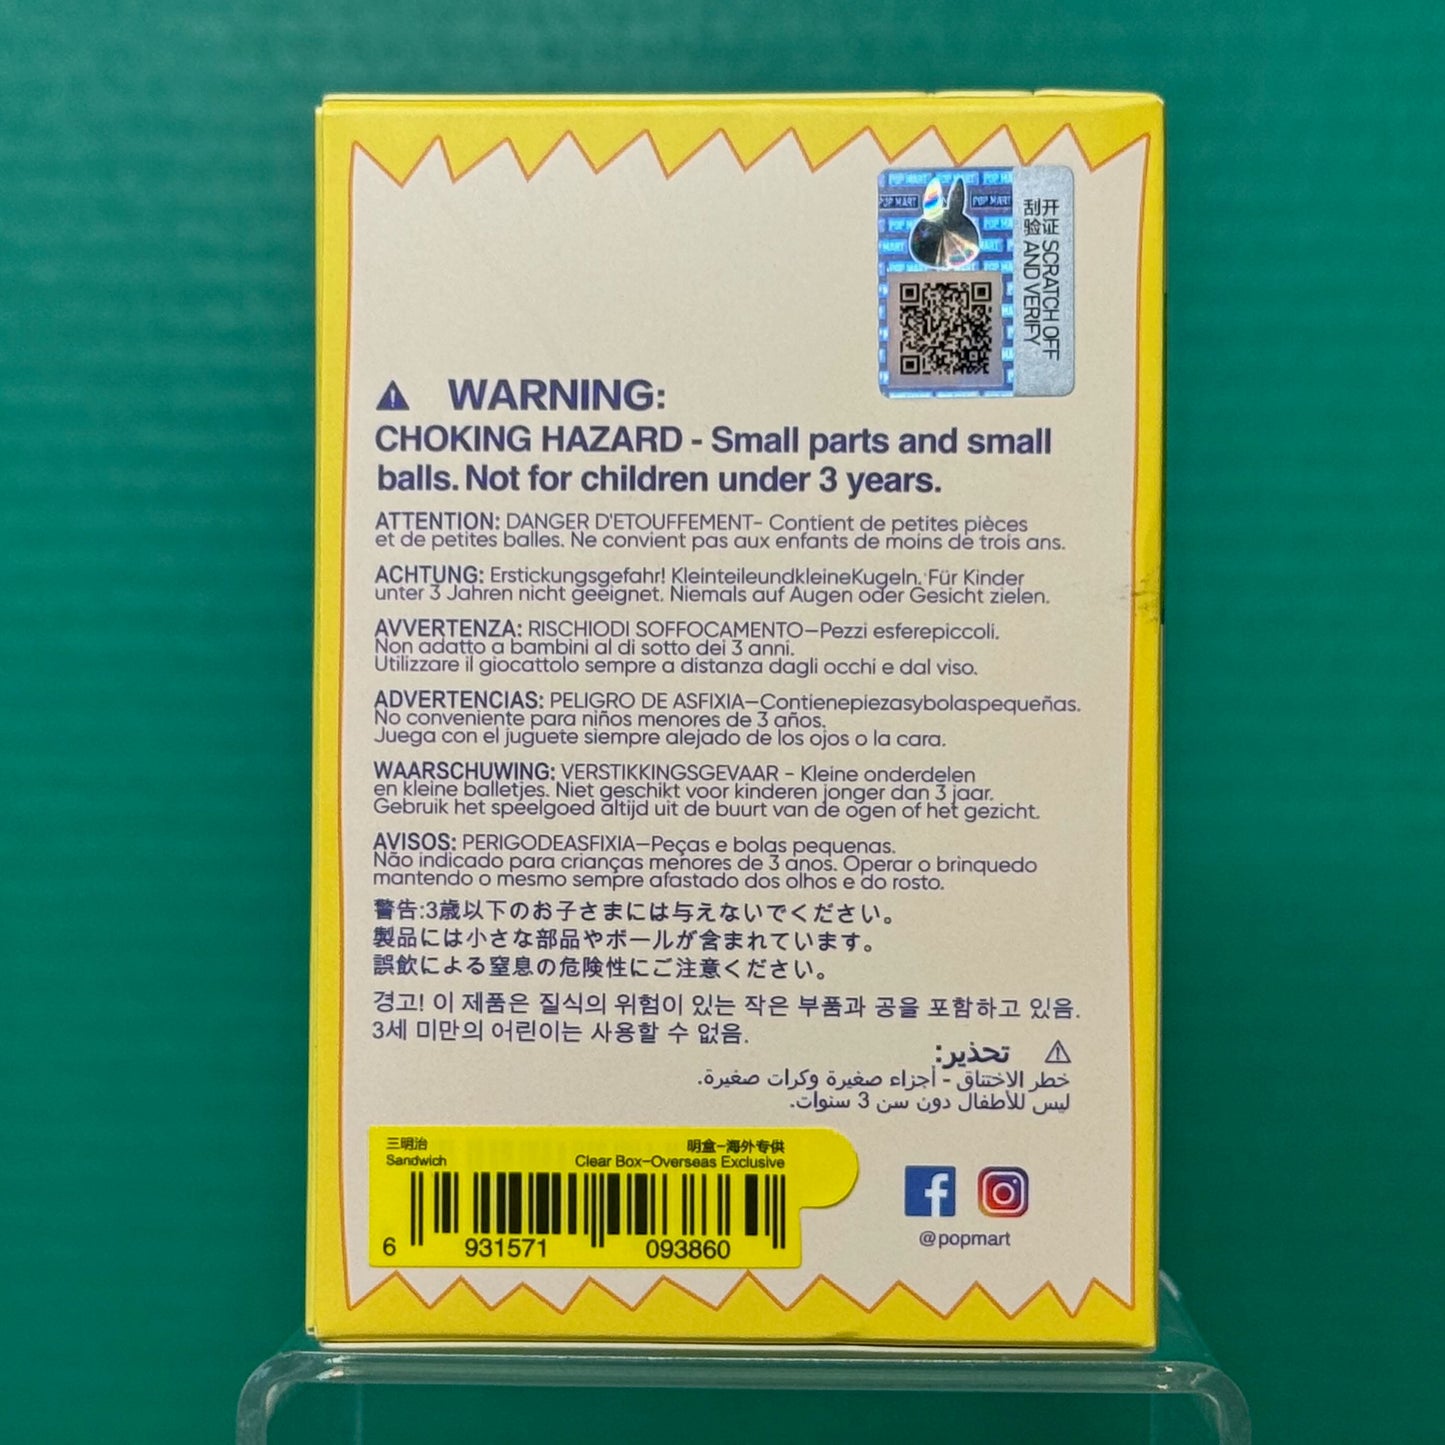 POP MART
刮开
验证
SCRATCH OFF
AND VERIFY
WARNING:
CHOKING HAZARD - Small parts and small
balls. Not for children under 3 years.
ATTENTION: DANGER D'ETOUFFEMENT- Contient de petites pièces
et de petites balles. Ne convient pas aux enfants de moins de trois ans.
ACHTUNG: Erstickungsgefahr! KleinteileundkleineKugeln. Für Kinder
unter 3 Jahren nicht geeignet. Niemals auf Augen oder Gesicht zielen.
AVVERTENZA: RISCHIODI SOFFOCAMENTO—Pezzi esferepiccoli.
Non adatto a bambini al di sotto dei 3 anni.
Utilizzare il giocattolo sempre a distanza dagli occhi e dal viso.
ADVERTENCIAS: PELIGRO DE ASFIXIA—Contienepiezasybolaspequeñas.
No conveniente para niños menores de 3 años.
Juega con el juguete siempre alejado de los ojos o la cara.
WAARSCHUWING: VERSTIKKINGSGEVAAR - Kleine onderdelen
en kleine balletjes. Niet geschikt voor kinderen jonger dan 3 jaar.
Gebruik het speelgoed altijd uit de buurt van de ogen of het gezicht.
AVISOS: PERIGODEASFIXIA—Peças e bolas pequenas.
Não indicado para crianças menores de 3 anos. Operar o brinquedo
mantendo o mesmo sempre afastado dos olhos e do rosto.
警告:3歳以下のお子さまには与えないでください。
製品には小さな部品やボールが含まれています。
誤飲による窒息の危険性にご注意ください。
경고! 이 제품은 질식의 위험이 있는 작은 부품과 공을 포함하고 있음.
3세 미만의 어린이는 사용할 수 없음.
تحذير:
خطر الاختناق - أجزاء صغيرة وكرات صغيرة.
ليس للأطفال دون سن 3 سنوات.
三明治 明盒-海外专供
Sandwich Clear Box-Overseas Exclusive
6 931571 093860
@popmart